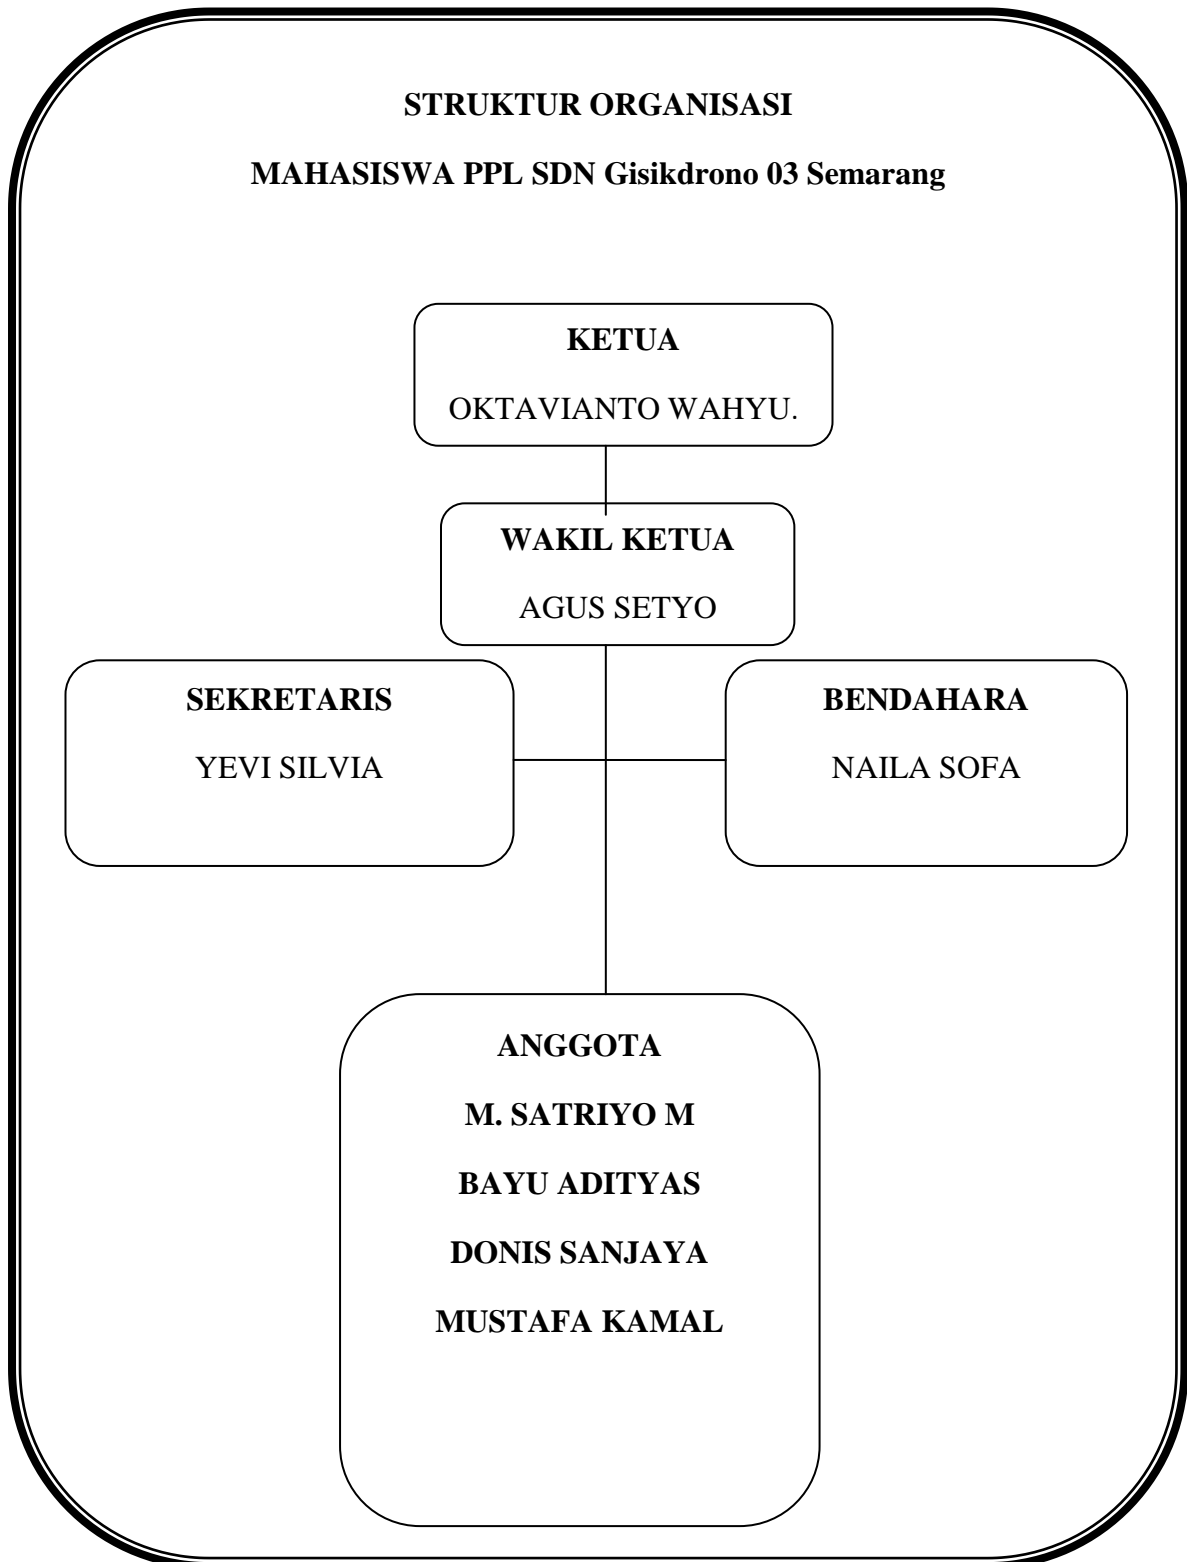 STRUKTUR ORGANISASI
MAHASISWA PPL SDN Gisikdrono 03 Semarang
KETUA
OKTAVIANTO WAHYU.
WAKIL KETUA
AGUS SETYO
SEKRETARIS
YEVI SILVIA
BENDAHARA
NAILA SOFA
ANGGOTA
M. SATRIYO M
BAYU ADITYAS
DONIS SANJAYA
MUSTAFA KAMAL